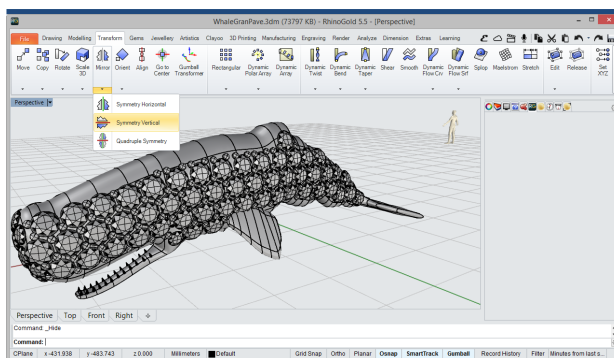 WhaleGranPave.3dm (73797 KB) - RhinoGold 5.5 - [Perspective]
File Drawing Modelling Transform Gems Jewellery Artistics Clayoo 3D Printing Manufacturing Engraving Render Analyze Dimension Extras Learning
Move Copy Rotate Scale 3D Mirror Orient Align Go to Center Gumball Transformer Rectangular Dynamic Polar Array Dynamic Array Dynamic Twist Dynamic Bend Dynamic Taper Shear Smooth Dynamic Flow Crv Dynamic Flow Srf Splop Maelstrom Stretch Edit Release Set XYZ
Perspective
Symmetry Horizontal
Symmetry Vertical
Quadruple Symmetry
Perspective Top Front Right
Command: _Hide
Command:
CPlane x -431.938 y -483.743 z 0.000 Millimeters Default Grid Snap Ortho Planar Osnap SmartTrack Gumball Record History Filter Minutes from last s...